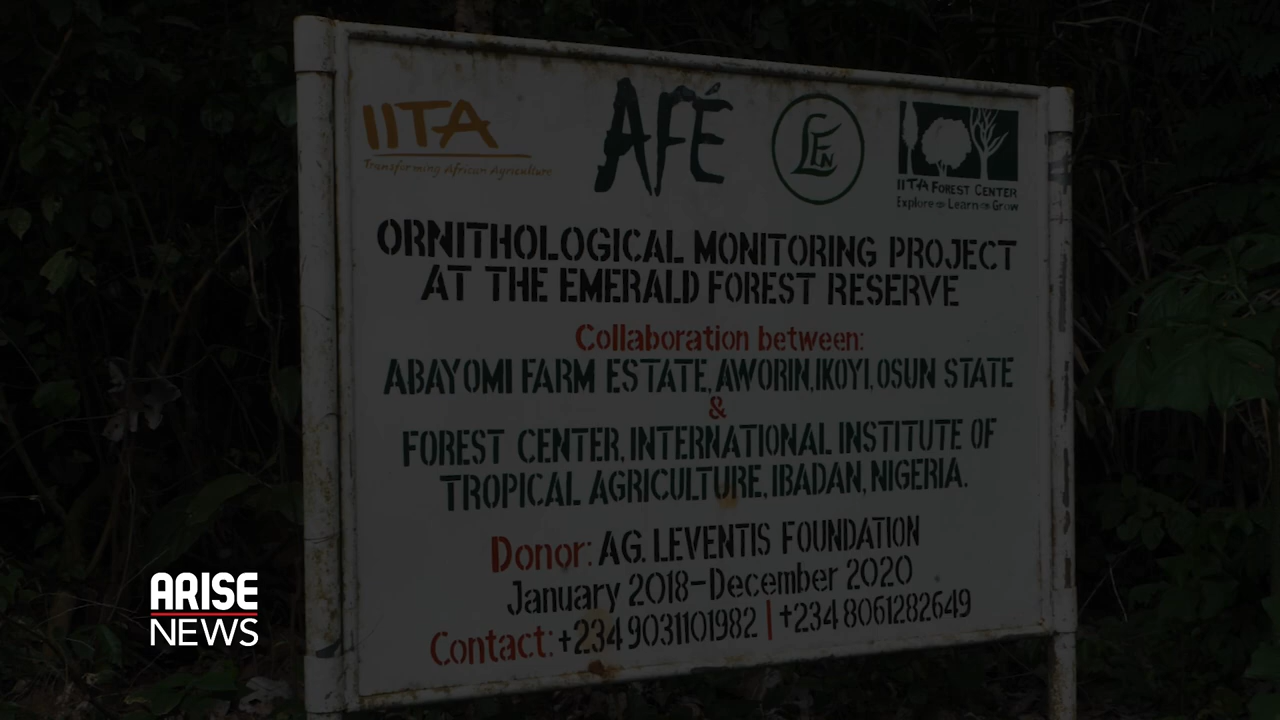 IITA
Transforming African Agriculture
AFÉ
LEEN
IITA FOREST CENTER
Explore Learn Grow
ORNITHOLOGICAL MONITORING PROJECT
AT THE EMERALD FOREST RESERVE
Collaboration between:
ABAYOMI FARM ESTATE, AWORIN, IKOYI, OSUN STATE
&
FOREST CENTER, INTERNATIONAL INSTITUTE OF
TROPICAL AGRICULTURE, IBADAN, NIGERIA.
Donor: A.G. LEVENTIS FOUNDATION
January 2018-December 2020
Contact: +234 9031101982 | +234 8061282649
ARISE
NEWS